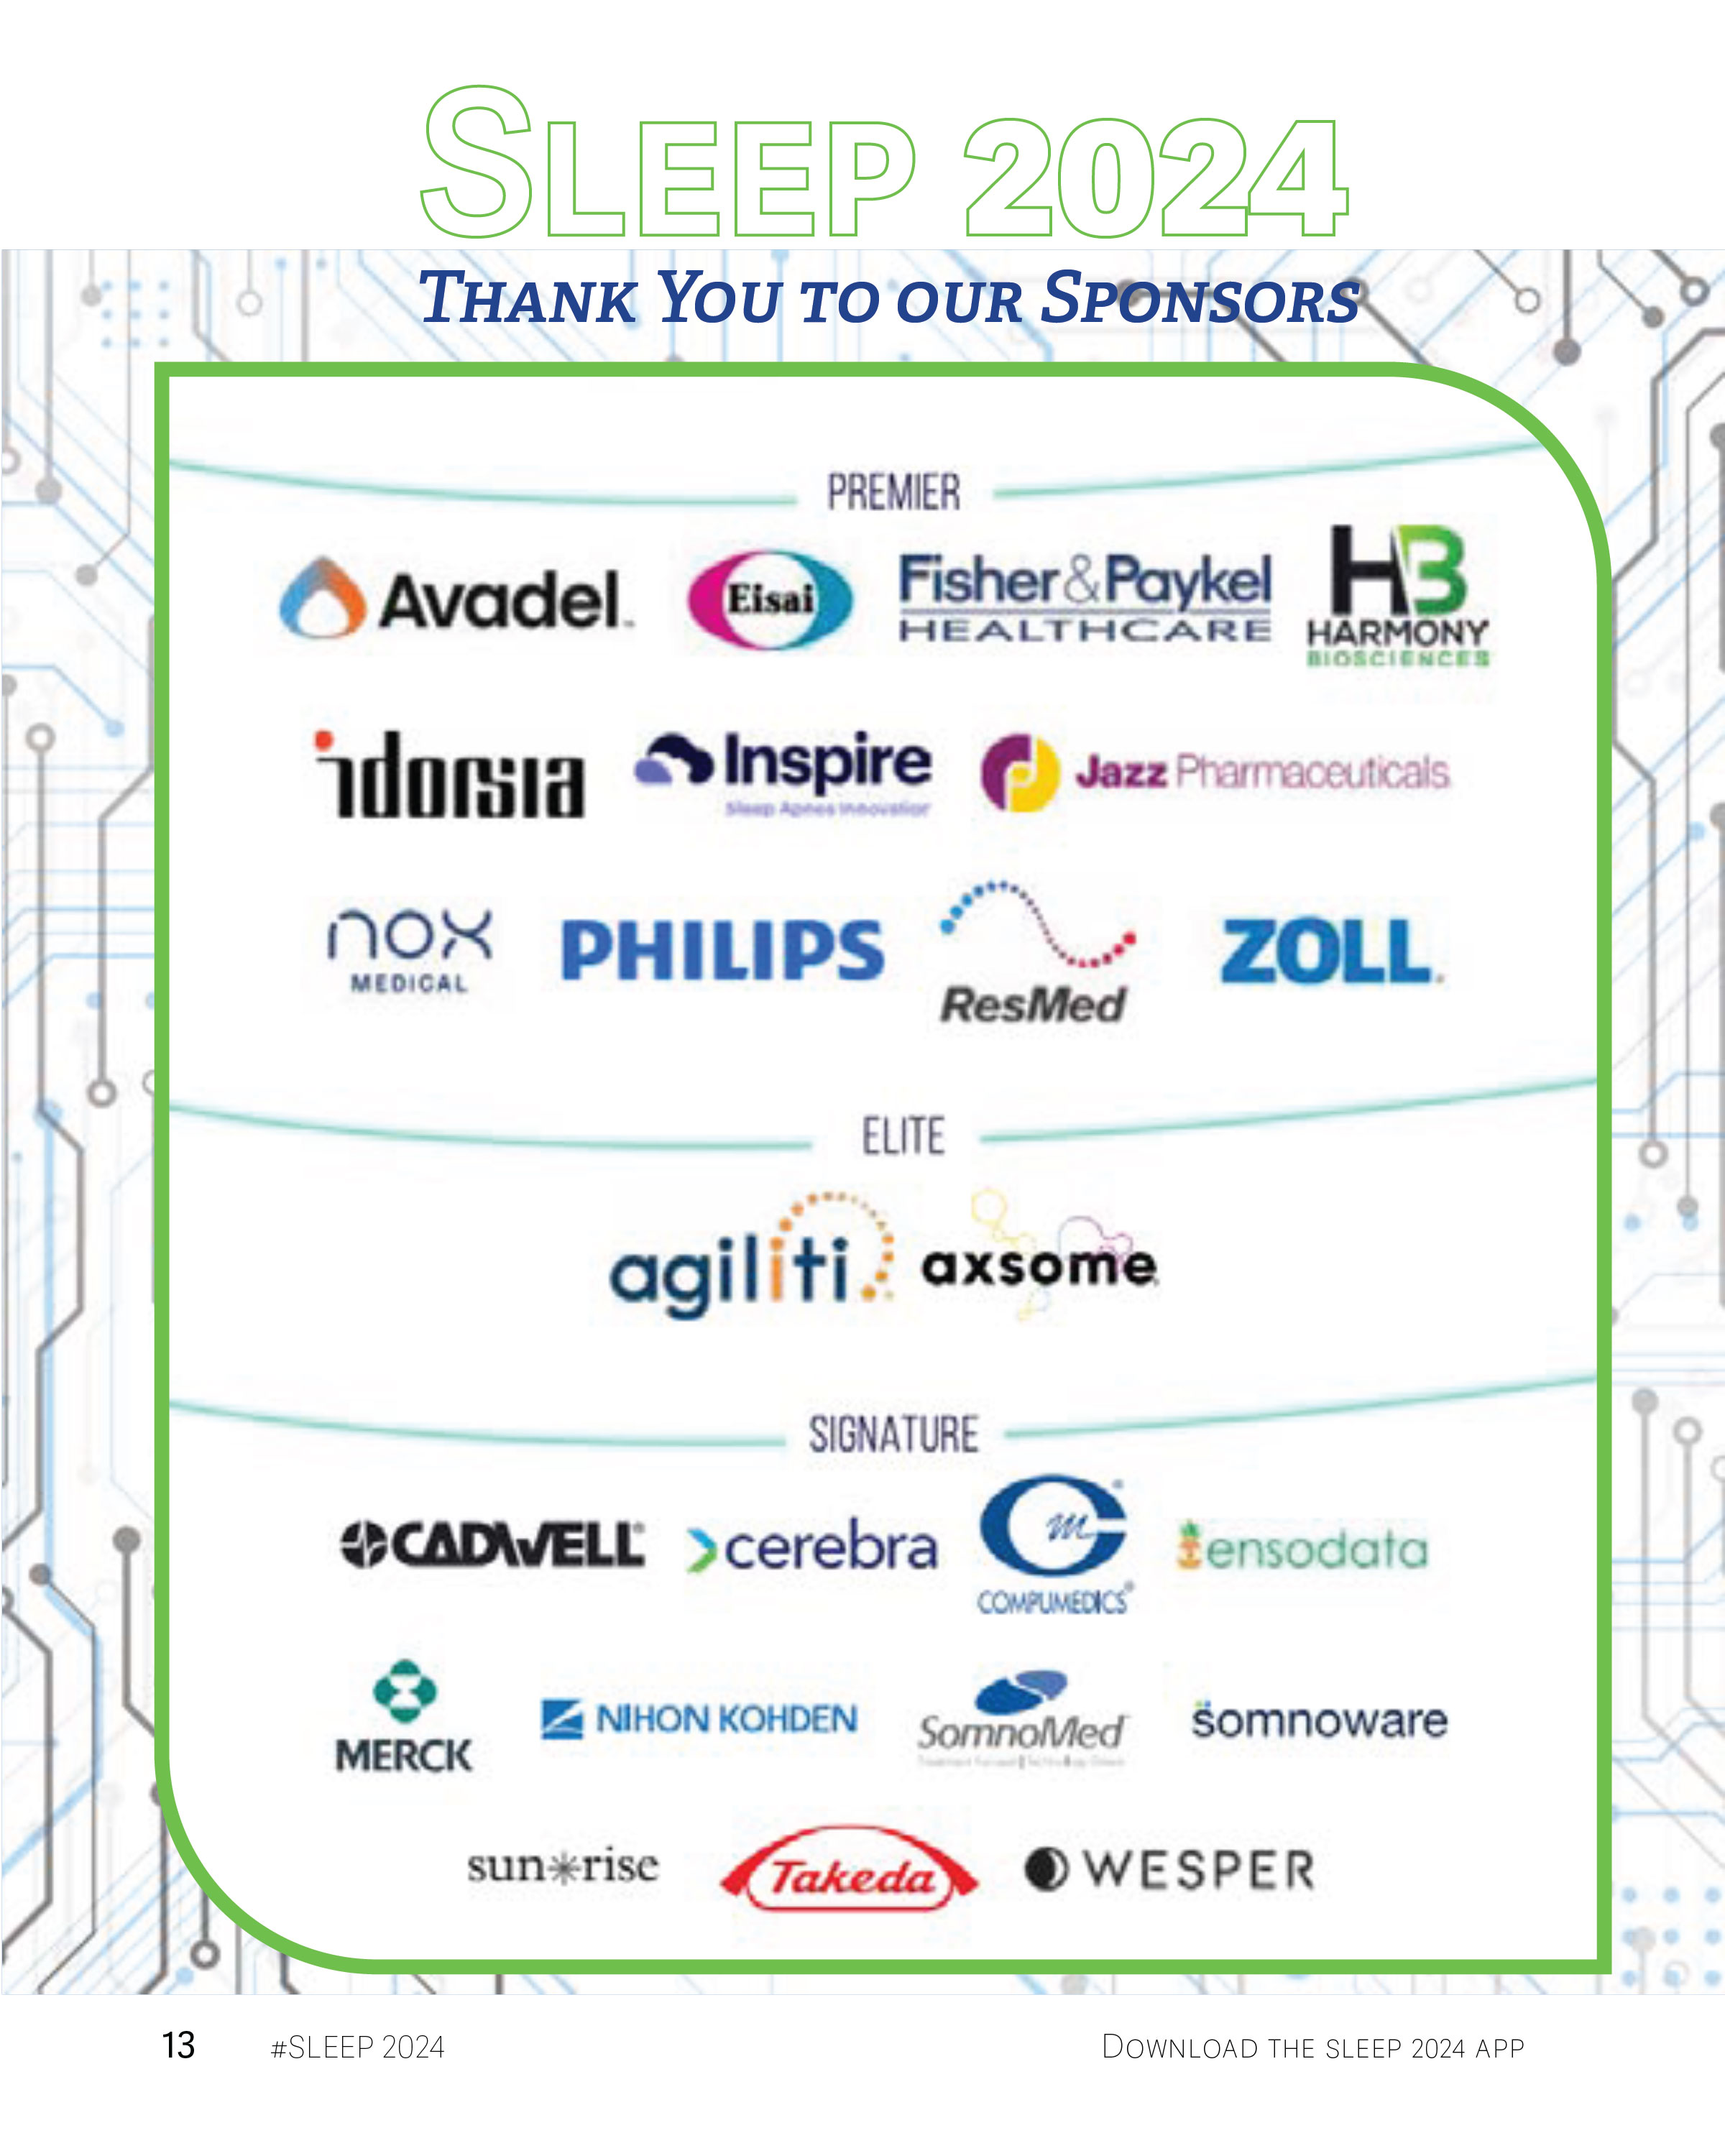 SLEEP 2024
THANK YOU TO OUR SPONSORS
PREMIER
Avadel
Eisai
Fisher&Paykel
HEALTHCARE
HB
HARMONY
BIOSCIENCES
idorsia
Inspire
Sleep Apnea Innovation
Jazz Pharmaceuticals
nox
MEDICAL
PHILIPS
ResMed
ZOLL
ELITE
agiliti
axsome
SIGNATURE
CADWELL
cerebra
COMPUMEDICS
ensodata
MERCK
NIHON KOHDEN
SomnoMed
somnoware
sun rise
Takeda
WESPER
13 #SLEEP 2024 DOWNLOAD THE SLEEP 2024 APP